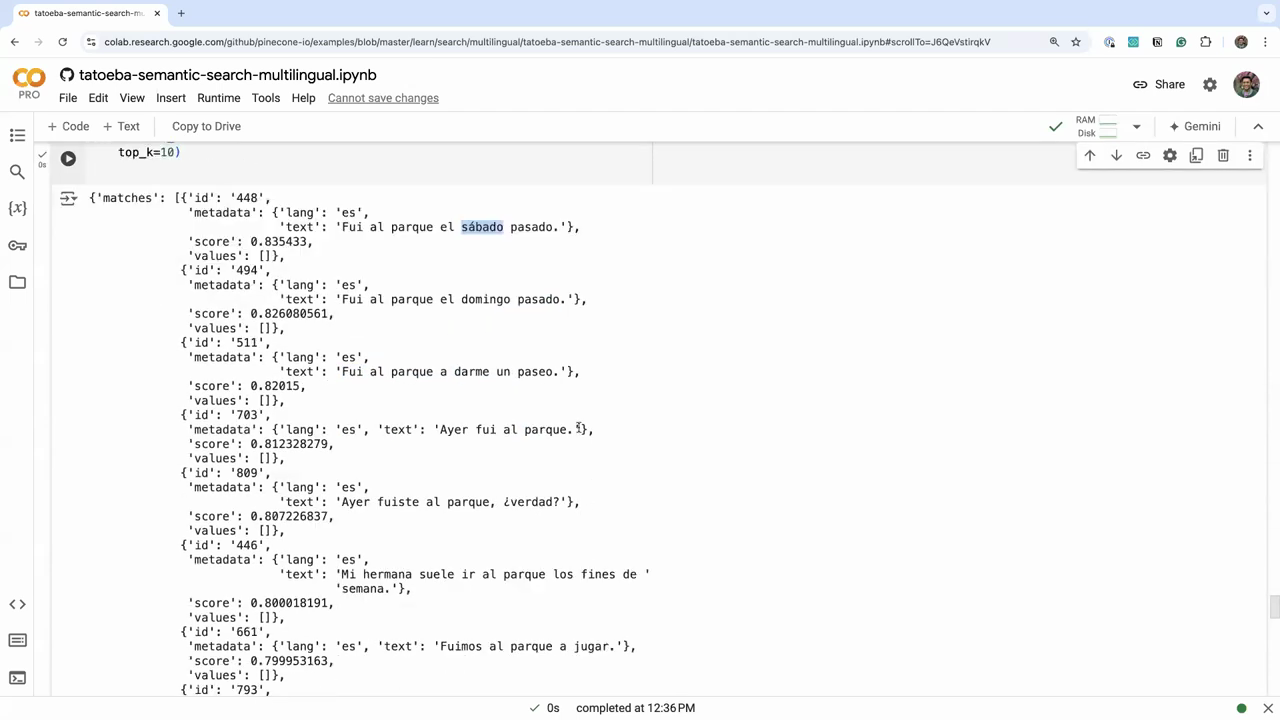 tatoeba-semantic-search-mu
colab.research.google.com/github/pinecone-io/examples/blob/master/learn/search/multilingual/tatoeba-semantic-search-multilingual/tatoeba-semantic-search-multilingual.ipynb#scrollTo=J6QeVstirqkV
CO
PRO
tatoeba-semantic-search-multilingual.ipynb
Share
File Edit View Insert Runtime Tools Help Cannot save changes
+ Code + Text Copy to Drive
RAM
Disk
Gemini
0s
top_k=10)
{'matches': [{'id': '448',
'metadata': {'lang': 'es',
'text': 'Fui al parque el sábado pasado.'},
'score': 0.835433,
'values': []},
{'id': '494',
'metadata': {'lang': 'es',
'text': 'Fui al parque el domingo pasado.'},
'score': 0.826080561,
'values': []},
{'id': '511',
'metadata': {'lang': 'es',
'text': 'Fui al parque a darme un paseo.'},
'score': 0.82015,
'values': []},
{'id': '703',
'metadata': {'lang': 'es', 'text': 'Ayer fui al parque.'},
'score': 0.812328279,
'values': []},
{'id': '809',
'metadata': {'lang': 'es',
'text': 'Ayer fuiste al parque, ¿verdad?'},
'score': 0.807226837,
'values': []},
{'id': '446',
'metadata': {'lang': 'es',
'text': 'Mi hermana suele ir al parque los fines de '
'semana.'},
'score': 0.800018191,
'values': []},
{'id': '661',
'metadata': {'lang': 'es', 'text': 'Fuimos al parque a jugar.'},
'score': 0.799953163,
'values': []},
{'id': '793',
0s completed at 12:36 PM